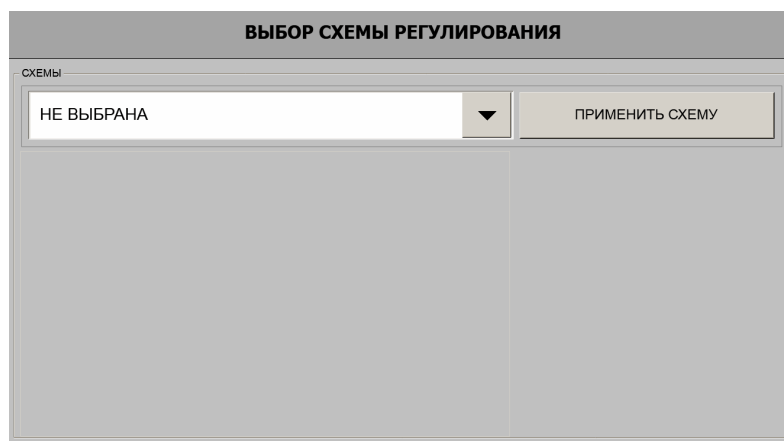 ВЫБОР СХЕМЫ РЕГУЛИРОВАНИЯ
СХЕМЫ
НЕ ВЫБРАНА
ПРИМЕНИТЬ СХЕМУ